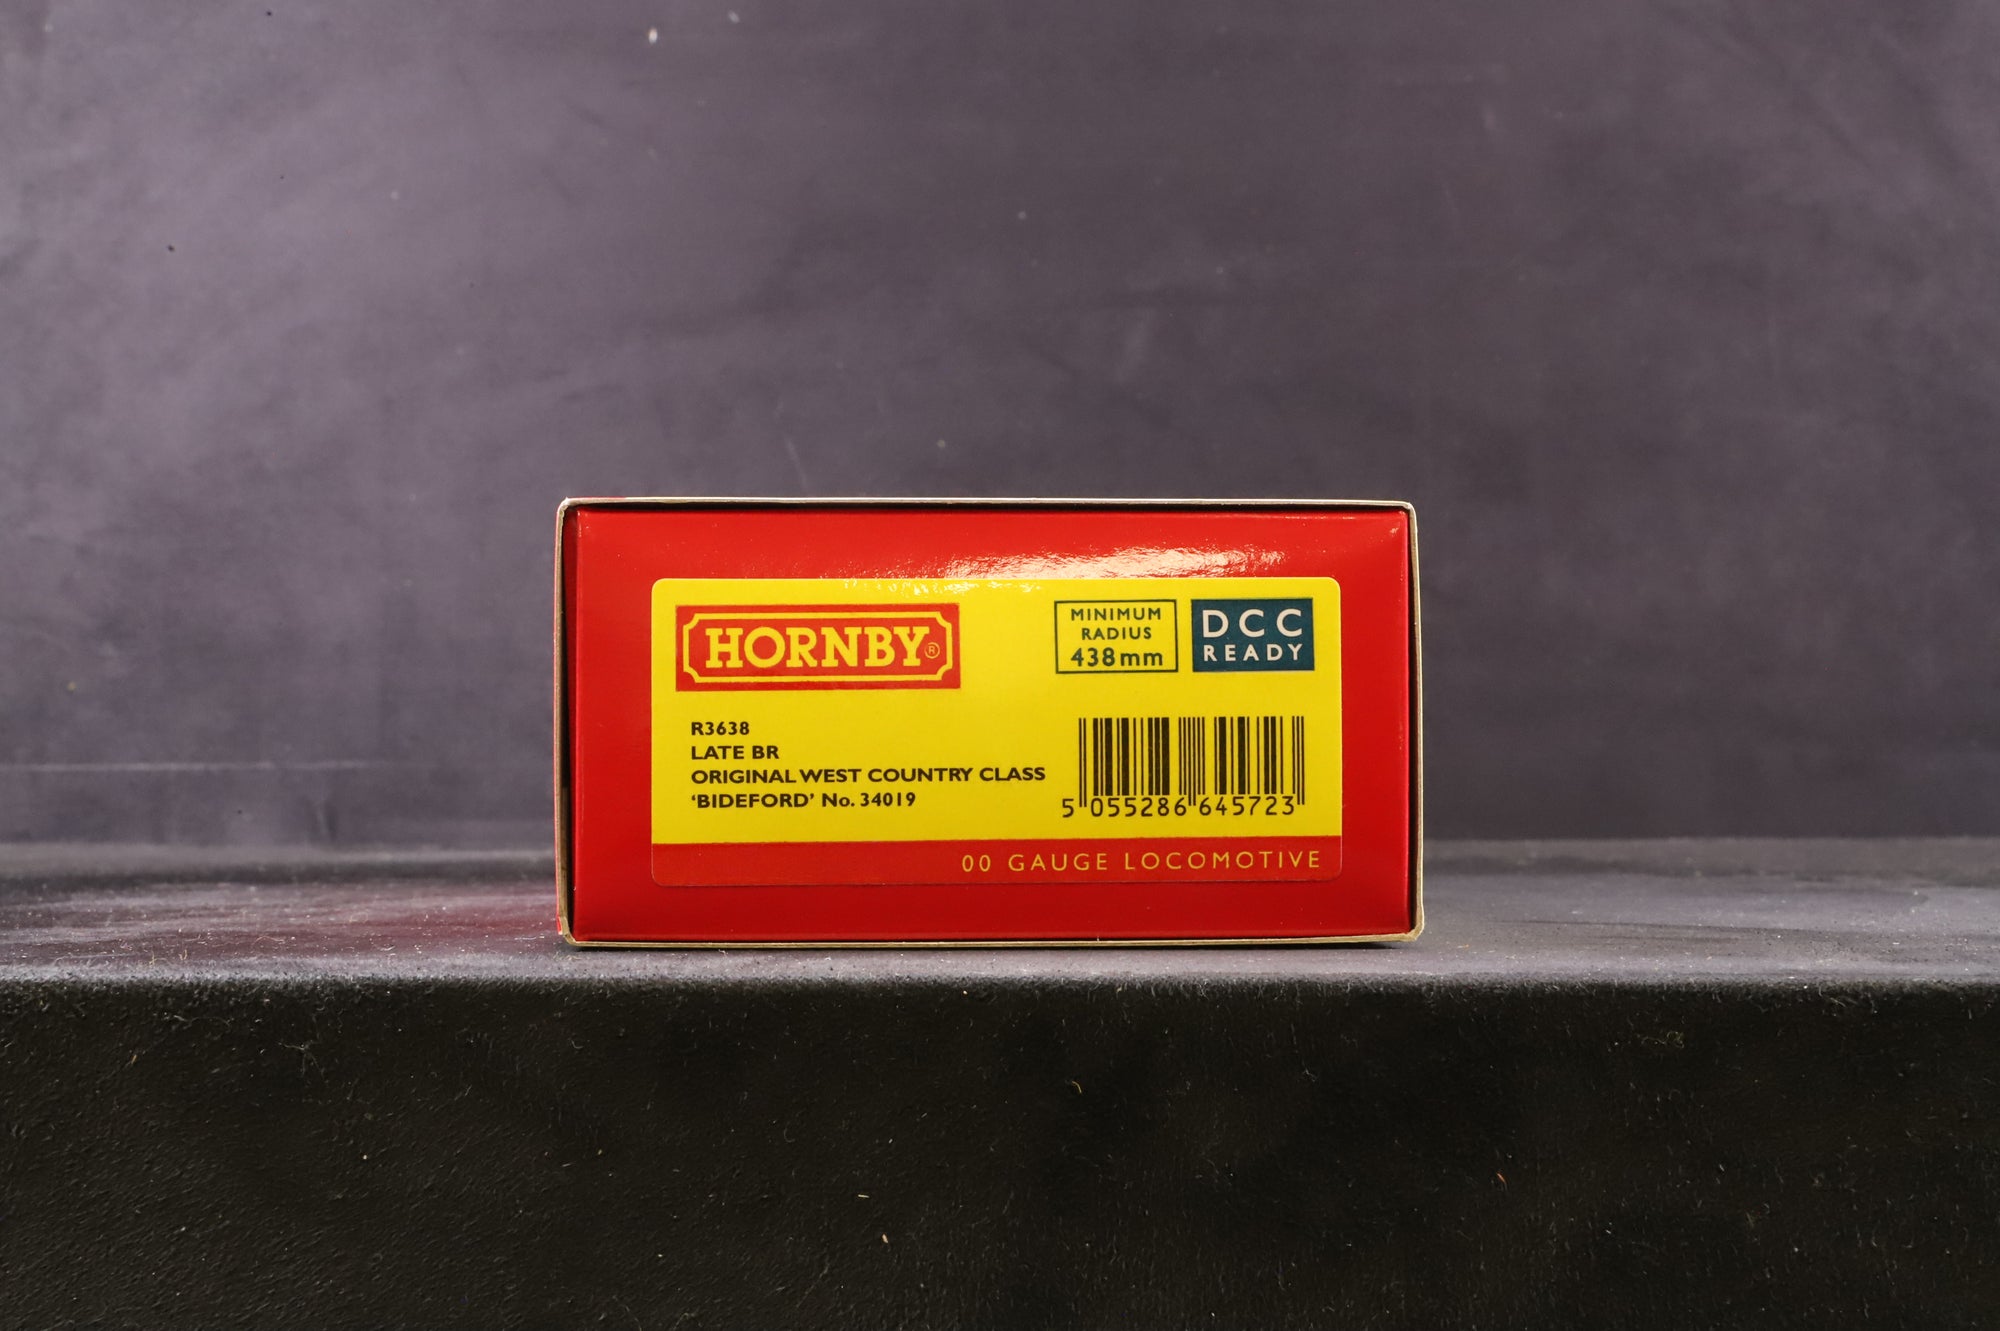 HORNBY®
MINIMUM
RADIUS
438mm
DCC
READY
R3638
LATE BR
ORIGINAL WEST COUNTRY CLASS
‘BIDEFORD’ No. 34019
5 055286 645723
00 GAUGE LOCOMOTIVE